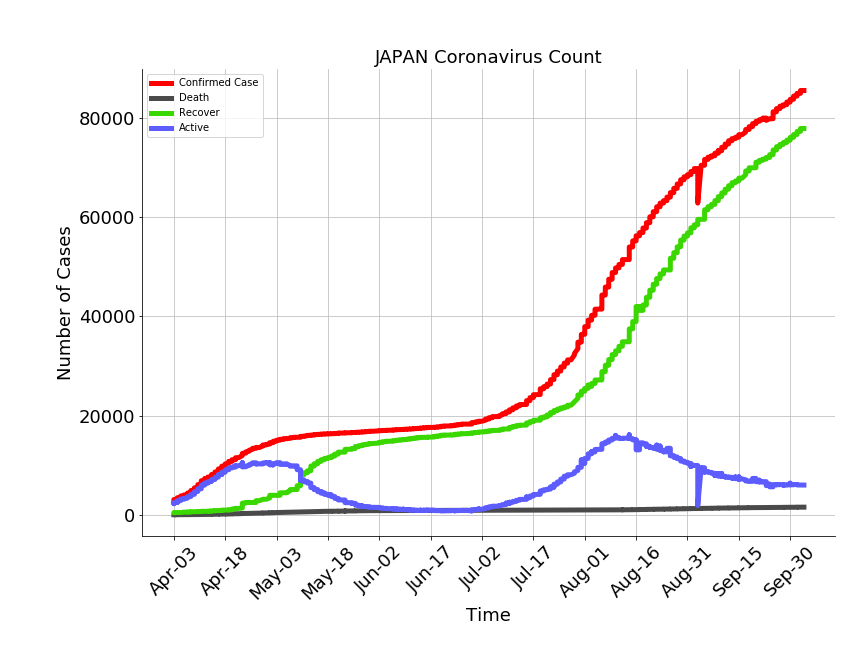 JAPAN Coronavirus Count
Confirmed Case
Death
Recover
Active
80000
60000
40000
20000
0
Number of Cases
Apr-03
Apr-18
May-03
May-18
Jun-02
Jun-17
Jul-02
Jul-17
Aug-01
Aug-16
Aug-31
Sep-15
Sep-30
Time